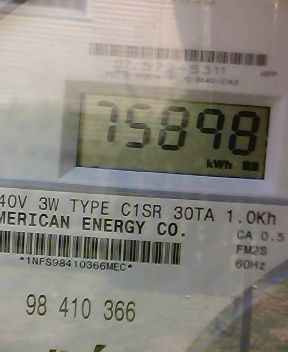 75898
kWh
40V 3W TYPE C1SR 30TA 1.0Kh
MERICAN ENERGY CO.
CA 0.5
FM2S
60Hz
*1NFS98410366MEC*
98 410 366